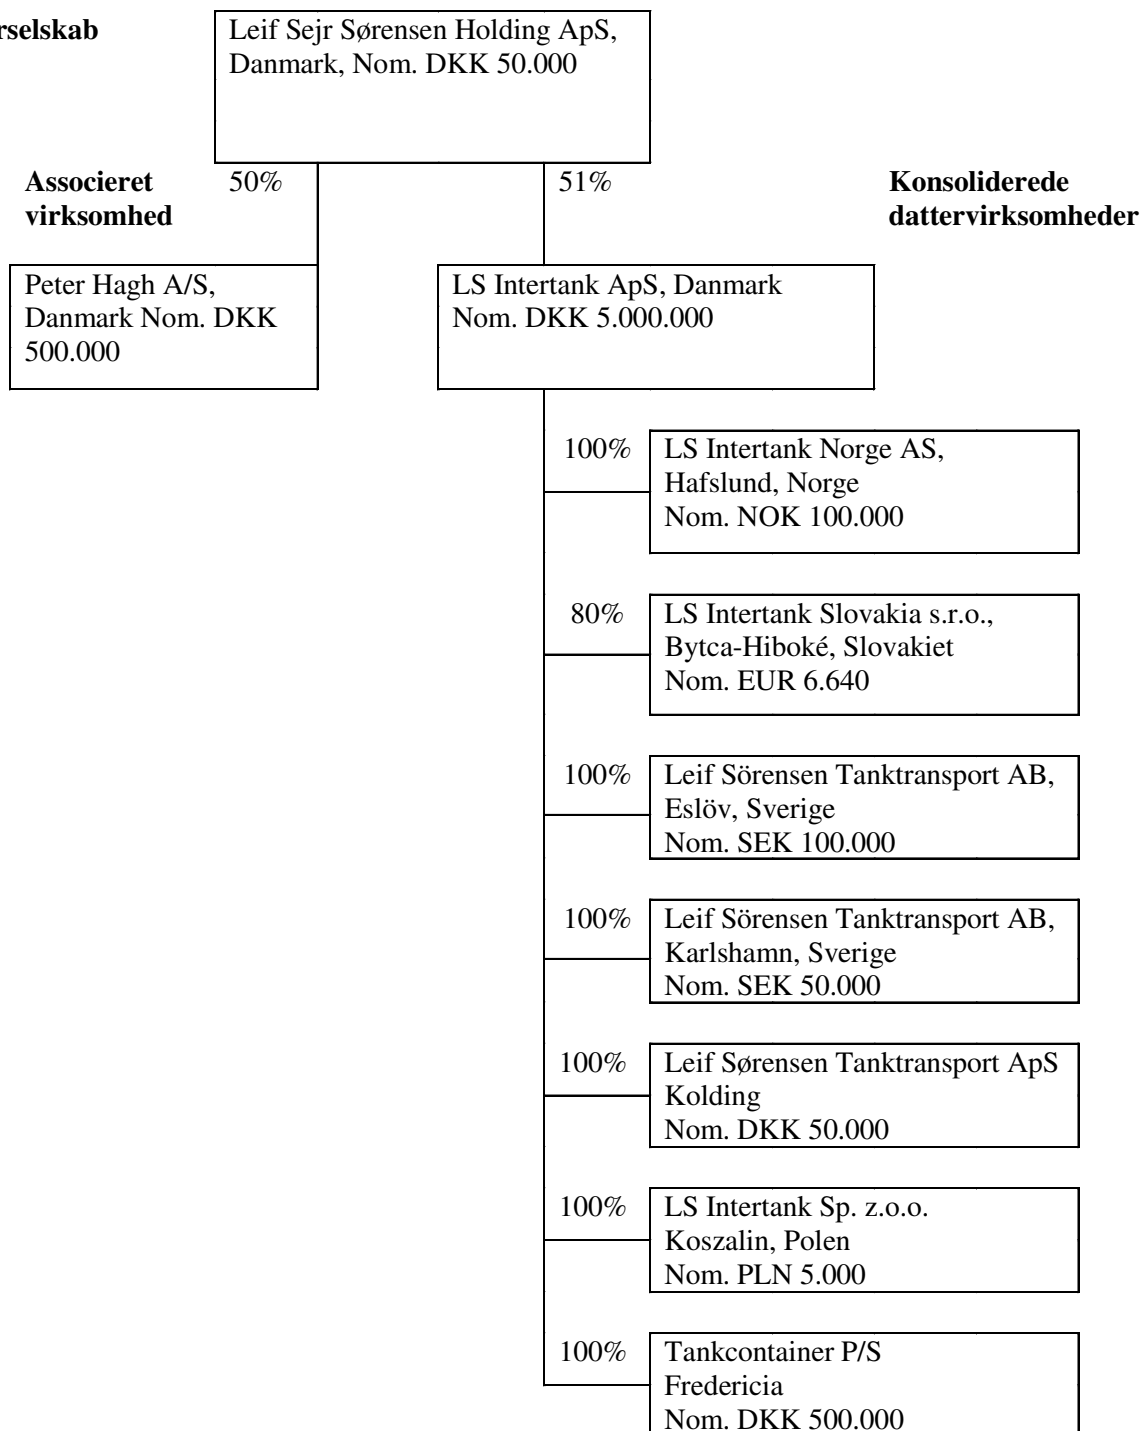 rselskab
Leif Sejr Sørensen Holding ApS,
Danmark, Nom. DKK 50.000
Associeret
virksomhed
50%
51%
Konsoliderede
dattervirksomheder
Peter Hagh A/S,
Danmark Nom. DKK
500.000
LS Intertank ApS, Danmark
Nom. DKK 5.000.000
100%
LS Intertank Norge AS,
Hafslund, Norge
Nom. NOK 100.000
80%
LS Intertank Slovakia s.r.o.,
Bytca-Hiboké, Slovakiet
Nom. EUR 6.640
100%
Leif Sörensen Tanktransport AB,
Eslöv, Sverige
Nom. SEK 100.000
100%
Leif Sörensen Tanktransport AB,
Karlshamn, Sverige
Nom. SEK 50.000
100%
Leif Sørensen Tanktransport ApS
Kolding
Nom. DKK 50.000
100%
LS Intertank Sp. z.o.o.
Koszalin, Polen
Nom. PLN 5.000
100%
Tankcontainer P/S
Fredericia
Nom. DKK 500.000